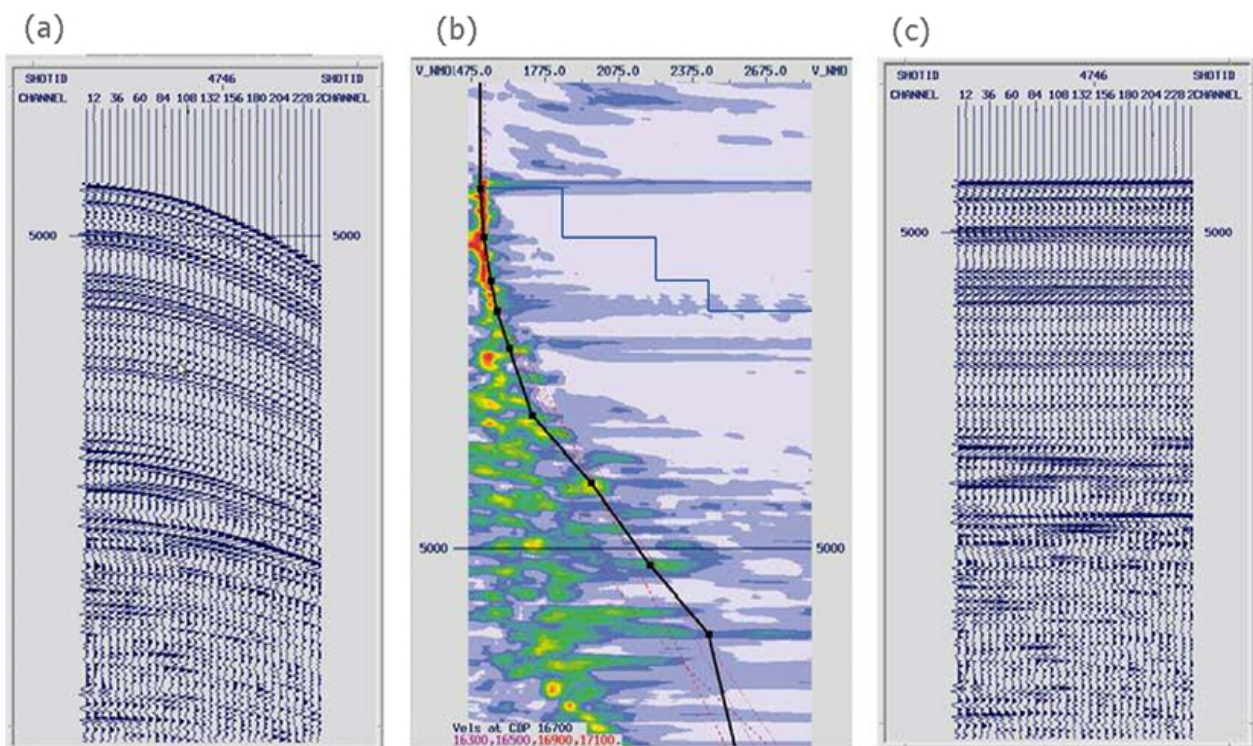 (a)
SHOTID 4746 SHOTID
CHANNEL 12 36 60 84 108 132 156 180 204 228 2CHANNEL
5000 5000
(b)
V_NMO(475.0 1775.0 2075.0 2375.0 2675.0 V_NMO
5000 5000
Vels at CDP 16700
16300,16500,16900,17100.
(c)
SHOTID 4746 SHOTID
CHANNEL 12 36 60 84 108 132 156 180 204 228 2CHANNEL
5000 5000